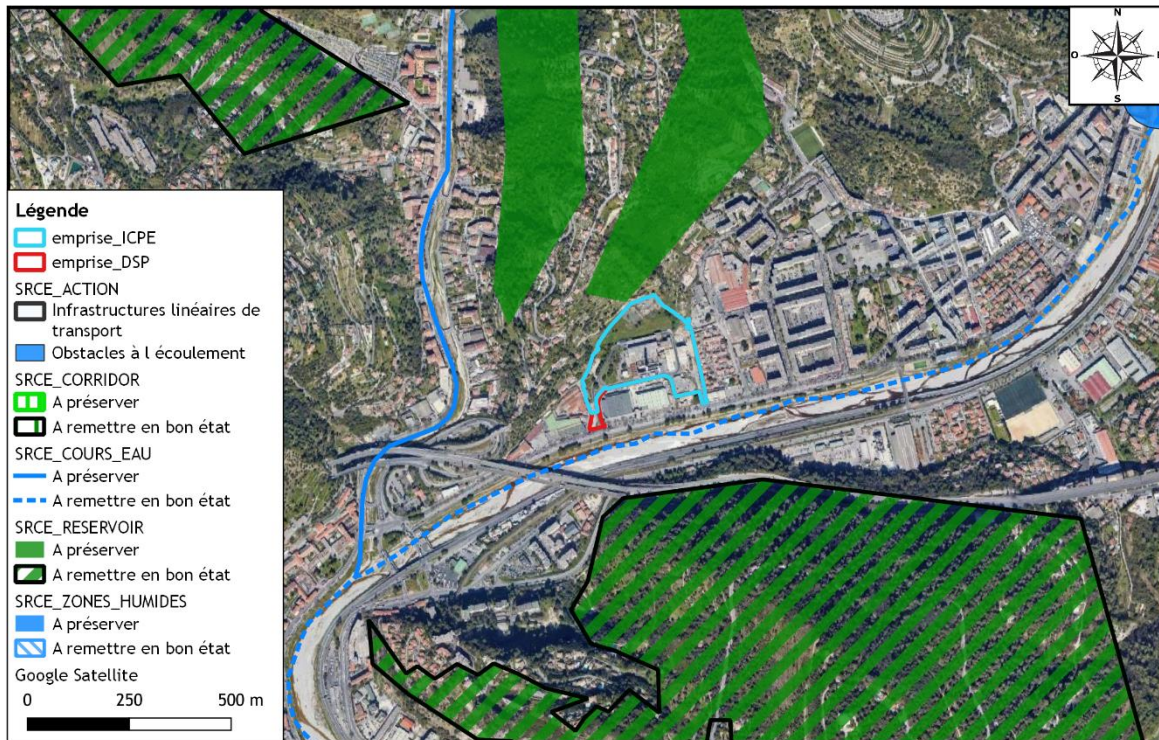 N
O
E
S
Légende
emprise_ICPE
emprise_DSP
SRCE_ACTION
Infrastructures linéaires de
transport
Obstacles à l écoulement
SRCE_CORRIDOR
A préserver
A remettre en bon état
SRCE_COURS_EAU
A préserver
A remettre en bon état
SRCE_RESERVOIR
A préserver
A remettre en bon état
SRCE_ZONES_HUMIDES
A préserver
A remettre en bon état
Google Satellite
0 250 500 m